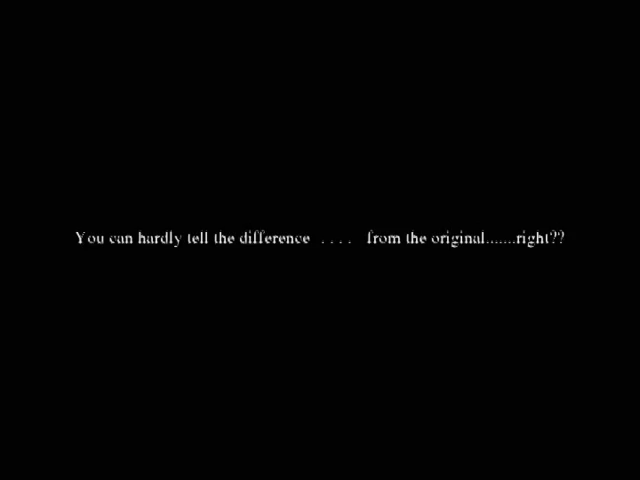 You can hardly tell the difference . . . . from the original.......right??